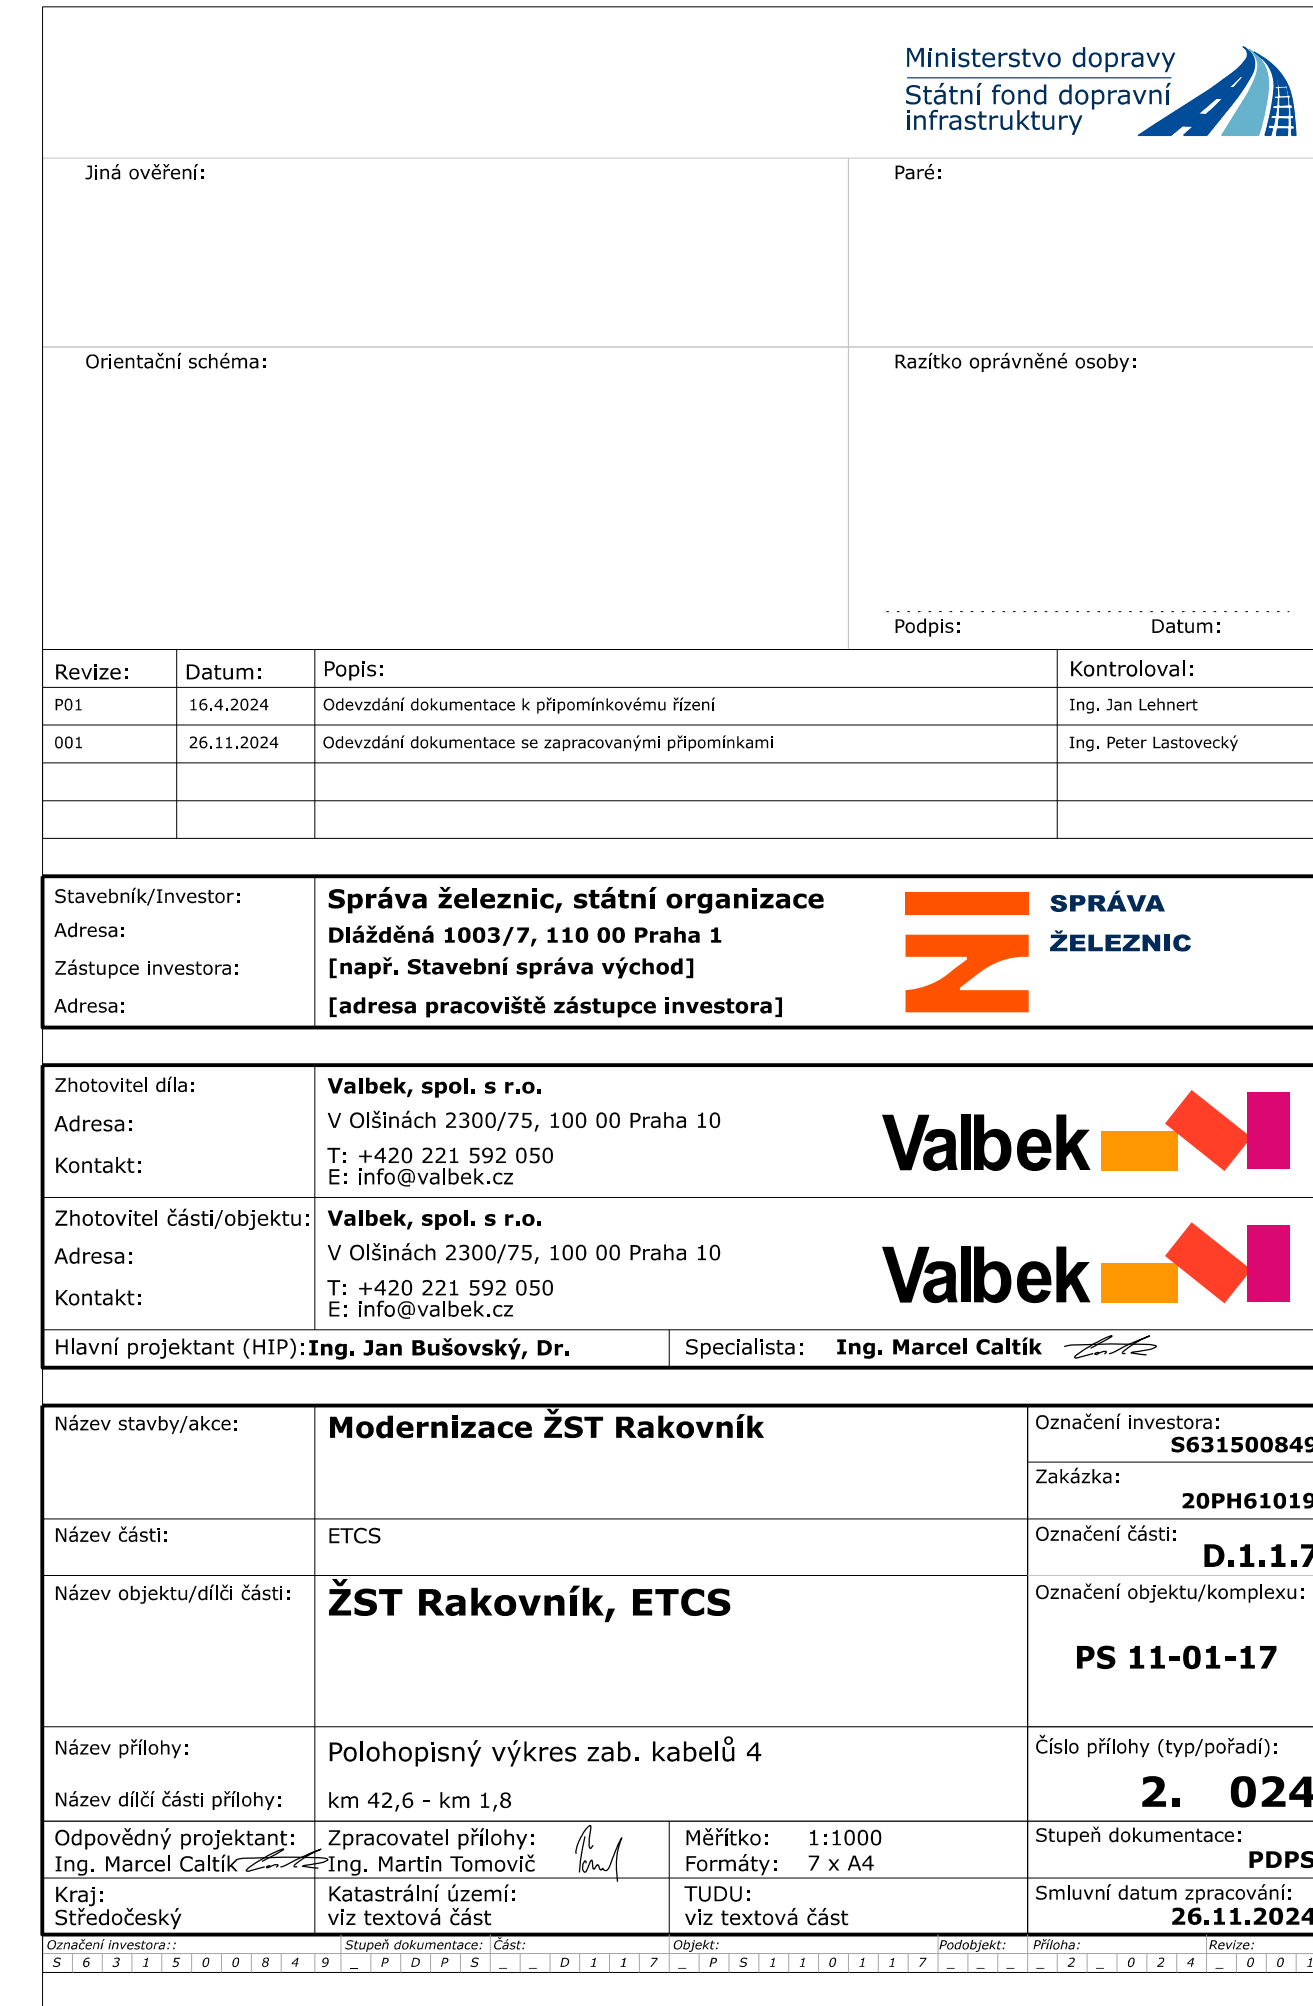 Ministerstvo dopravy
Státní fond dopravní
infrastruktury
Jiná ověření:
Paré:
Orientační schéma:
Razítko oprávněné osoby:
Podpis: Datum:
Revize: Datum: Popis: Kontroloval:
P01 16.4.2024 Odevzdání dokumentace k připomínkovému řízení Ing. Jan Lehnert
001 26.11.2024 Odevzdání dokumentace se zapracovanými připomínkami Ing. Peter Lastovecký
Stavebník/Investor: Správa železnic, státní organizace
Adresa: Dlážděná 1003/7, 110 00 Praha 1
Zástupce investora: [např. Stavební správa východ]
Adresa: [adresa pracoviště zástupce investora]
SPRÁVA
ŽELEZNIC
Zhotovitel díla: Valbek, spol. s r.o.
Adresa: V Olšinách 2300/75, 100 00 Praha 10
Kontakt: T: +420 221 592 050
E: info@valbek.cz
Valbek
Zhotovitel části/objektu: Valbek, spol. s r.o.
Adresa: V Olšinách 2300/75, 100 00 Praha 10
Kontakt: T: +420 221 592 050
E: info@valbek.cz
Valbek
Hlavní projektant (HIP): Ing. Jan Bušovský, Dr. Specialista: Ing. Marcel Caltík
Název stavby/akce: Modernizace ŽST Rakovník
Označení investora:
S631500849
Zakázka:
20PH61019
Název části: ETCS
Označení části:
D.1.1.7
Název objektu/dílči části: ŽST Rakovník, ETCS
Označení objektu/komplexu:
PS 11-01-17
Název přílohy: Polohopisný výkres zab. kabelů 4
Číslo přílohy (typ/pořadí):
2. 024
Název dílčí části přílohy: km 42,6 - km 1,8
Odpovědný projektant: Zpracovatel přílohy: Měřítko: 1:1000 Stupeň dokumentace:
Ing. Marcel Caltík Ing. Martin Tomovič Formáty: 7 x A4 PDPS
Kraj: Katastrální území: TUDU: Smluvní datum zpracování:
Středočeský viz textová část viz textová část 26.11.2024
Označení investora:: Stupeň dokumentace: Část: Objekt: Podobjekt: Příloha: Revize:
S 6 3 1 5 0 0 8 4 9 _ P D P S _ _ D 1 1 7 _ P S 1 1 0 1 1 7 _ _ _ _ 2 _ 0 2 4 _ 0 0 1